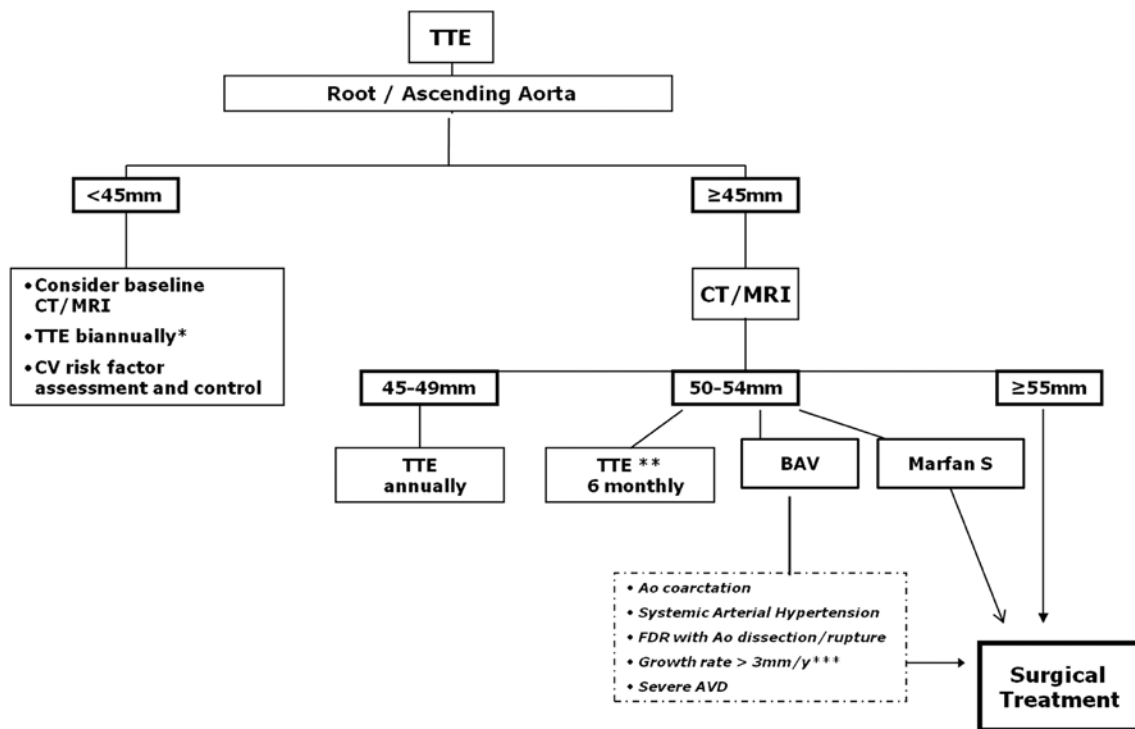 TTE
Root / Ascending Aorta
<45mm
≥45mm
• Consider baseline
CT/MRI
• TTE biannually*
• CV risk factor
assessment and control
CT/MRI
45–49mm
50–54mm
≥55mm
TTE
annually
TTE **
6 monthly
BAV
Marfan S
• Ao coarctation
• Systemic Arterial Hypertension
• FDR with Ao dissection/rupture
• Growth rate > 3mm/y***
• Severe AVD
Surgical
Treatment